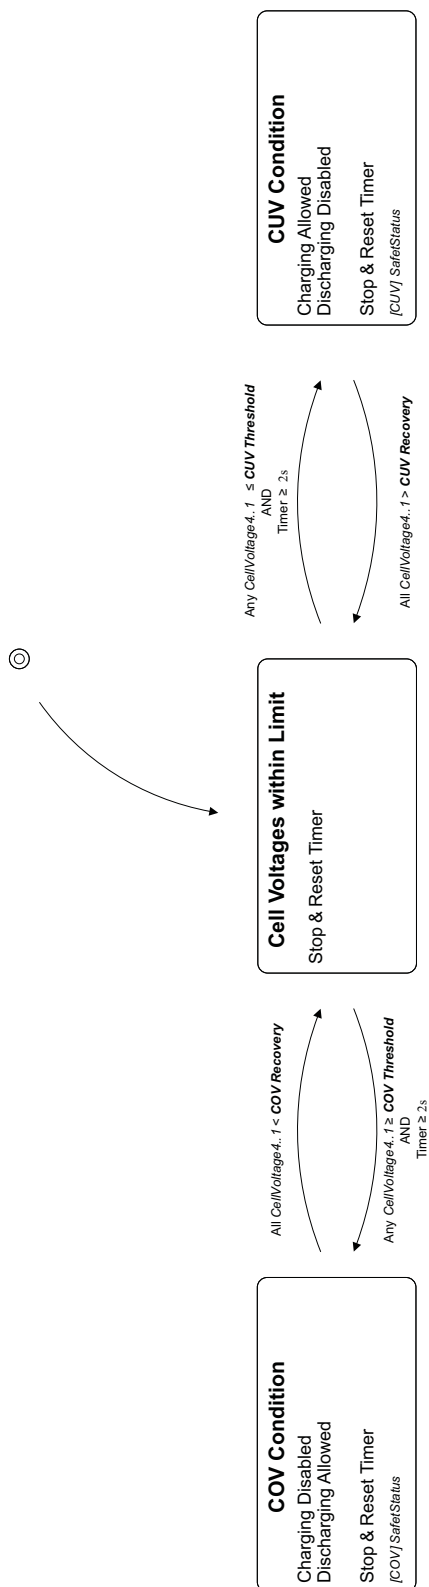 COV Condition
Charging Disabled
Discharging Allowed
Stop & Reset Timer
[COV] SafetStatus
All CellVoltage4..1 < COV Recovery
Any CellVoltage4..1 ≥ COV Threshold
AND
Timer ≥ 2s
Cell Voltages within Limit
Stop & Reset Timer
Any CellVoltage4..1 ≤ CUV Threshold
AND
Timer ≥ 2s
All CellVoltage4..1 > CUV Recovery
CUV Condition
Charging Allowed
Discharging Disabled
Stop & Reset Timer
[CUV] SafetStatus